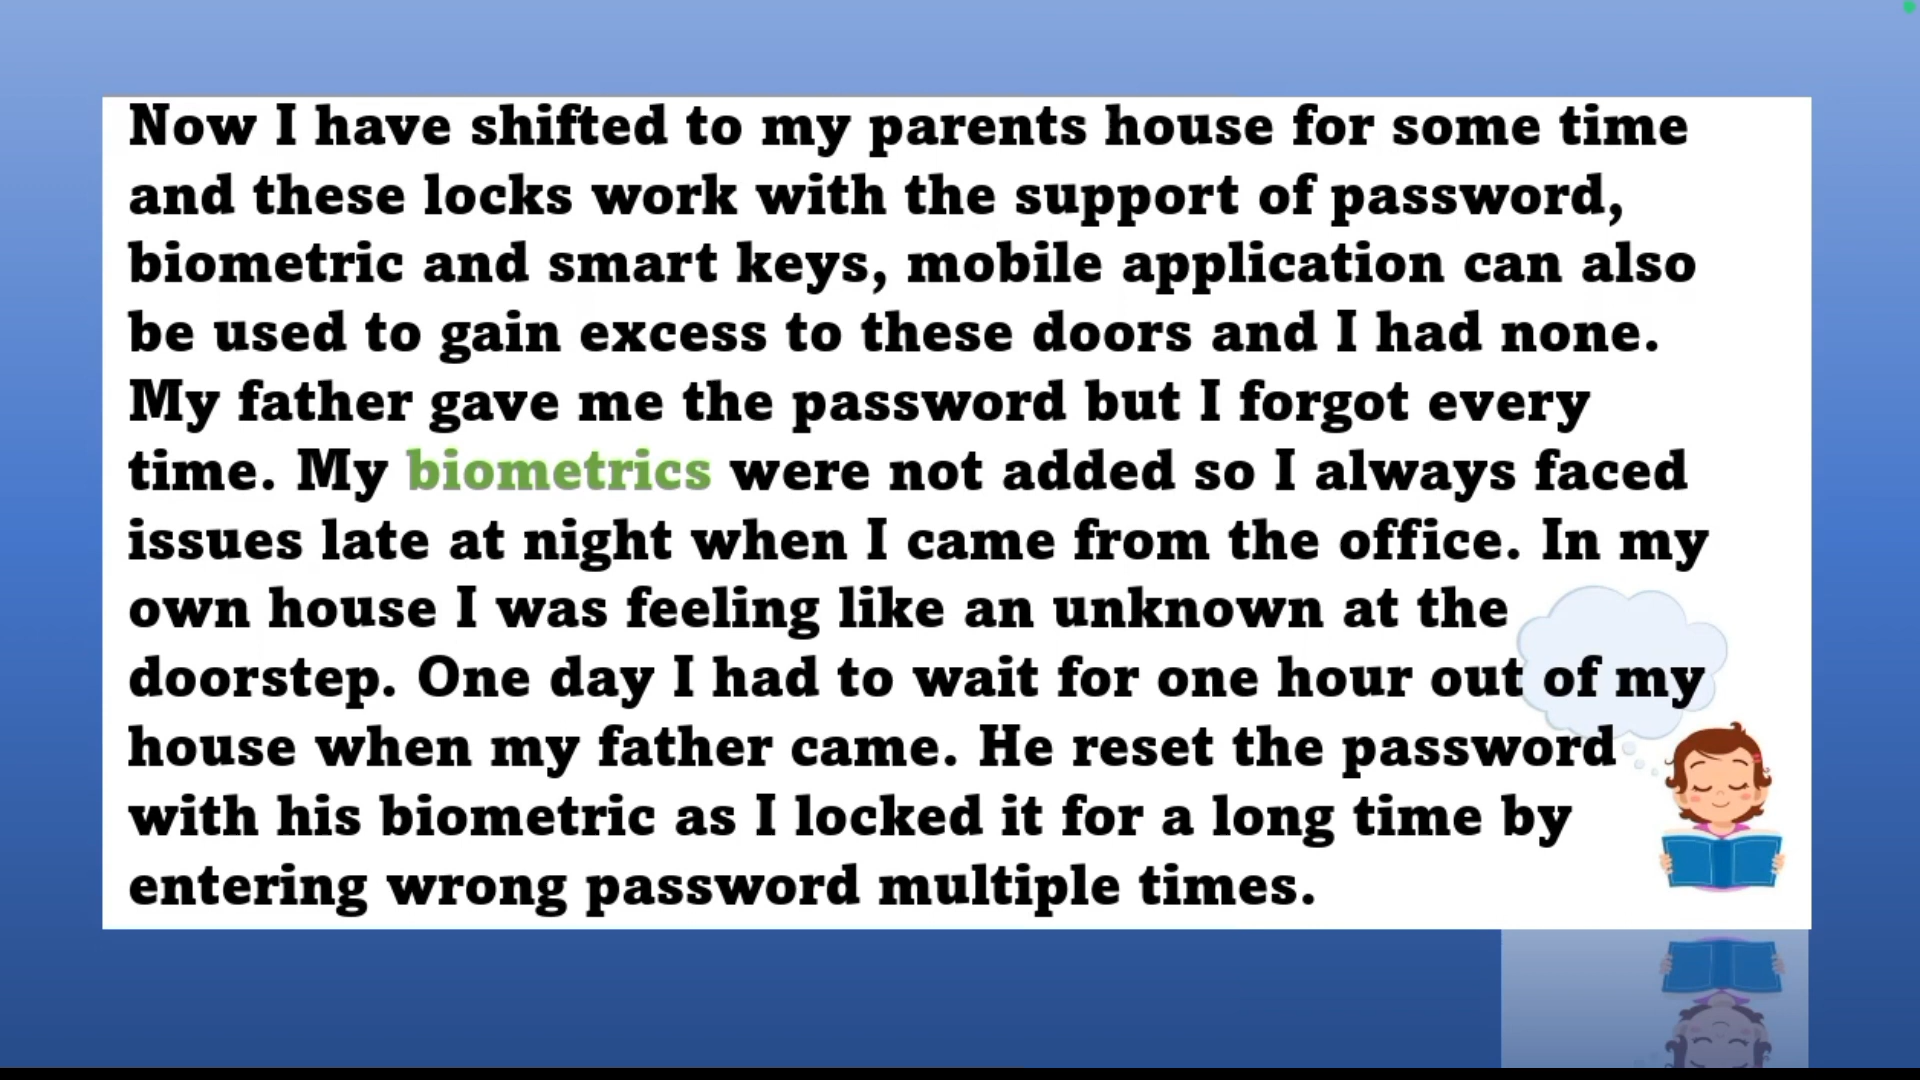 Now I have shifted to my parents house for some time
and these locks work with the support of password,
biometric and smart keys, mobile application can also
be used to gain excess to these doors and I had none.
My father gave me the password but I forgot every
time. My biometrics were not added so I always faced
issues late at night when I came from the office. In my
own house I was feeling like an unknown at the
doorstep. One day I had to wait for one hour out of my
house when my father came. He reset the password
with his biometric as I locked it for a long time by
entering wrong password multiple times.